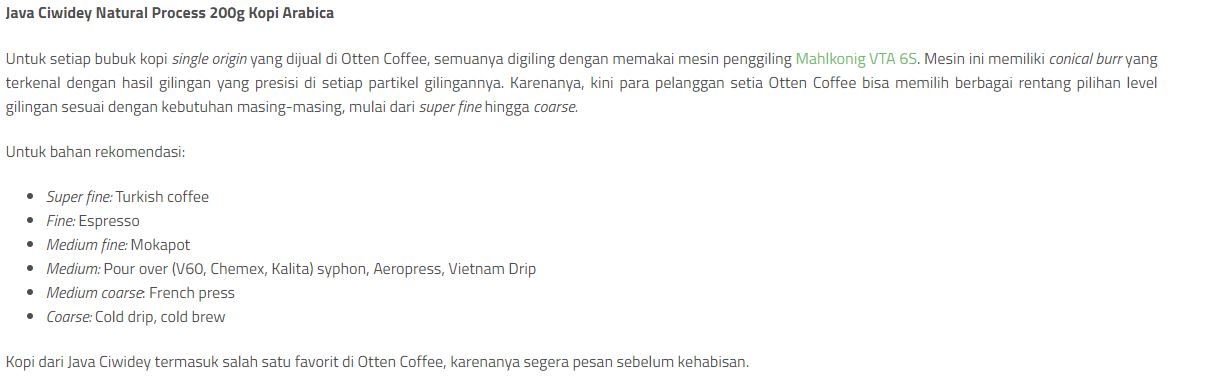 Java Ciwidey Natural Process 200g Kopi Arabica
Untuk setiap bubuk kopi single origin yang dijual di Otten Coffee, semuanya digiling dengan memakai mesin penggiling Mahlkonig VTA 6S. Mesin ini memiliki conical burr yang
terkenal dengan hasil gilingan yang presisi di setiap partikel gilingannya. Karenanya, kini para pelanggan setia Otten Coffee bisa memilih berbagai rentang pilihan level
gilingan sesuai dengan kebutuhan masing-masing, mulai dari super fine hingga coarse.
Untuk bahan rekomendasi:
• Super fine: Turkish coffee
• Fine: Espresso
• Medium fine: Mokapot
• Medium: Pour over (V60, Chemex, Kalita) syphon, Aeropress, Vietnam Drip
• Medium coarse: French press
• Coarse: Cold drip, cold brew
Kopi dari Java Ciwidey termasuk salah satu favorit di Otten Coffee, karenanya segera pesan sebelum kehabisan.